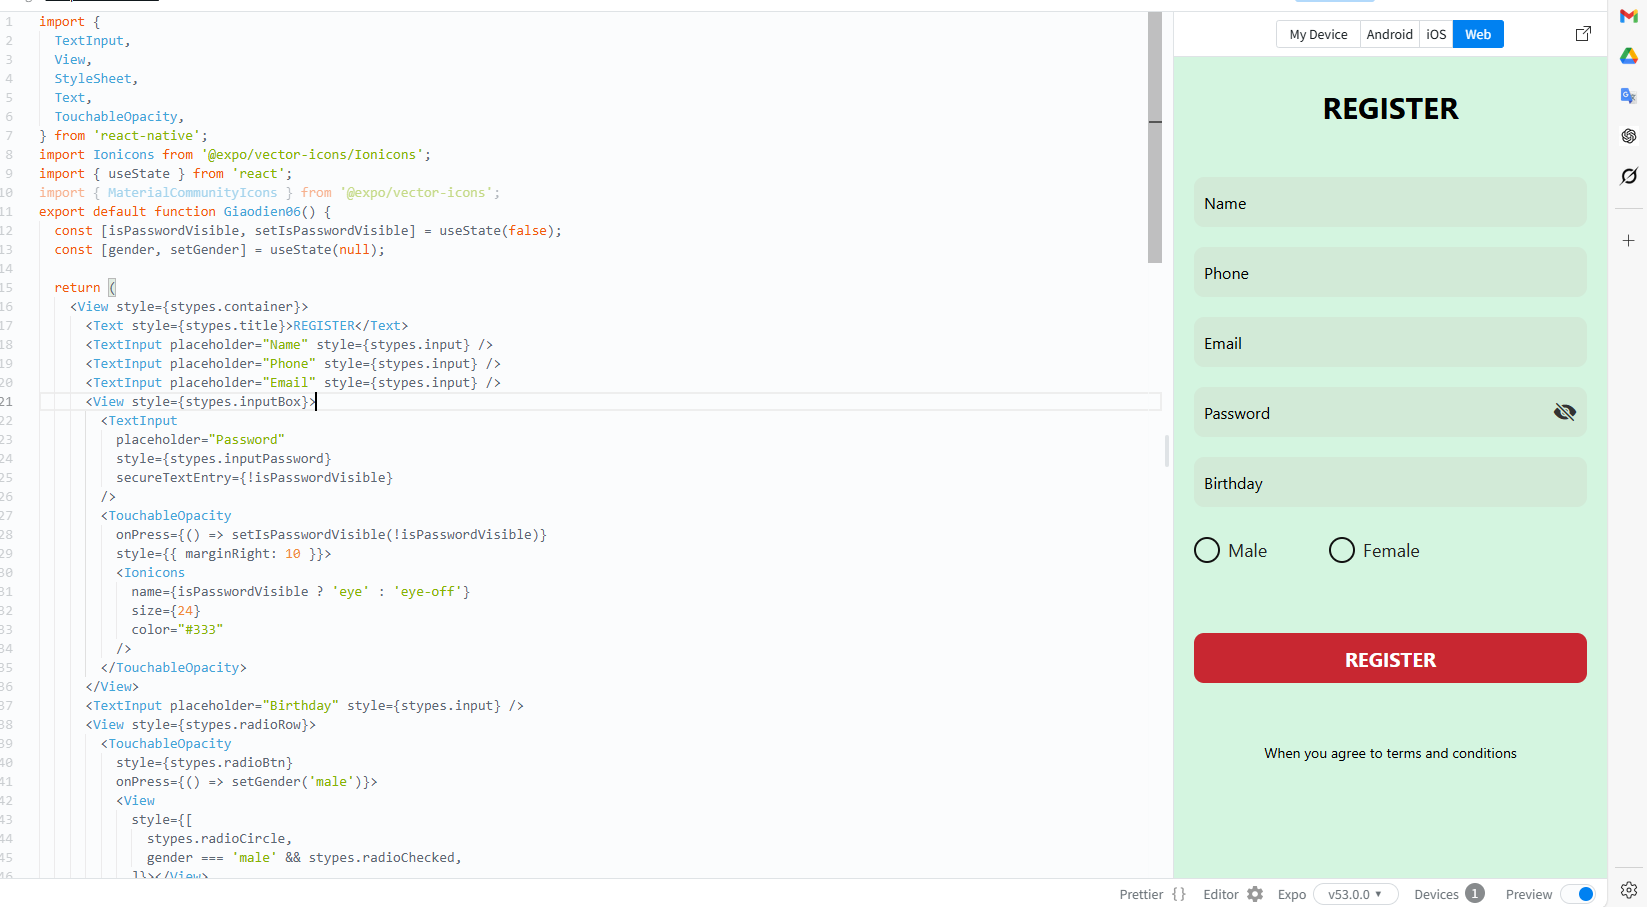 1 import {
2 TextInput,
3 View,
4 StyleSheet,
5 Text,
6 TouchableOpacity,
7 } from 'react-native';
8 import Ionicons from '@expo/vector-icons/Ionicons';
9 import { useState } from 'react';
10 import { MaterialCommunityIcons } from '@expo/vector-icons';
11 export default function Giaodien06() {
12 const [isPasswordVisible, setIsPasswordVisible] = useState(false);
13 const [gender, setGender] = useState(null);
14
15 return (
16 <View style={stypes.container}>
17 <Text style={stypes.title}>REGISTER</Text>
18 <TextInput placeholder="Name" style={stypes.input} />
19 <TextInput placeholder="Phone" style={stypes.input} />
20 <TextInput placeholder="Email" style={stypes.input} />
21 <View style={stypes.inputBox}>
22 <TextInput
23 placeholder="Password"
24 style={stypes.inputPassword}
25 secureTextEntry={!isPasswordVisible}
26 />
27 <TouchableOpacity
28 onPress={() => setIsPasswordVisible(!isPasswordVisible)}
29 style={{ marginRight: 10 }}>
30 <Ionicons
31 name={isPasswordVisible ? 'eye' : 'eye-off'}
32 size={24}
33 color="#333"
34 />
35 </TouchableOpacity>
36 </View>
37 <TextInput placeholder="Birthday" style={stypes.input} />
38 <View style={stypes.radioRow}>
39 <TouchableOpacity
40 style={stypes.radioBtn}
41 onPress={() => setGender('male')}>
42 <View
43 style={[
44 stypes.radioCircle,
45 gender === 'male' && stypes.radioChecked,
46 ]}></View>
My Device Android iOS Web
REGISTER
Name
Phone
Email
Password
Birthday
Male Female
REGISTER
When you agree to terms and conditions
Prettier {} Editor Expo v53.0.0 Devices 1 Preview